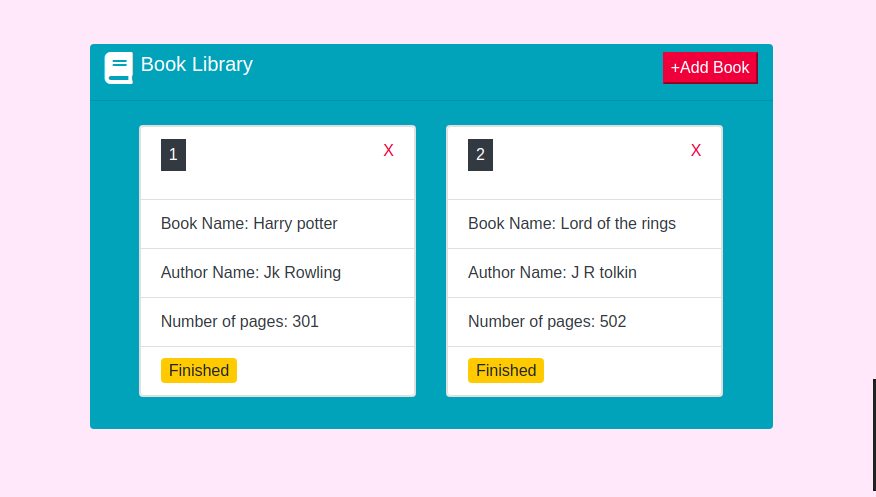 Book Library
+Add Book
1
X
Book Name: Harry potter
Author Name: Jk Rowling
Number of pages: 301
Finished
2
X
Book Name: Lord of the rings
Author Name: J R tolkin
Number of pages: 502
Finished